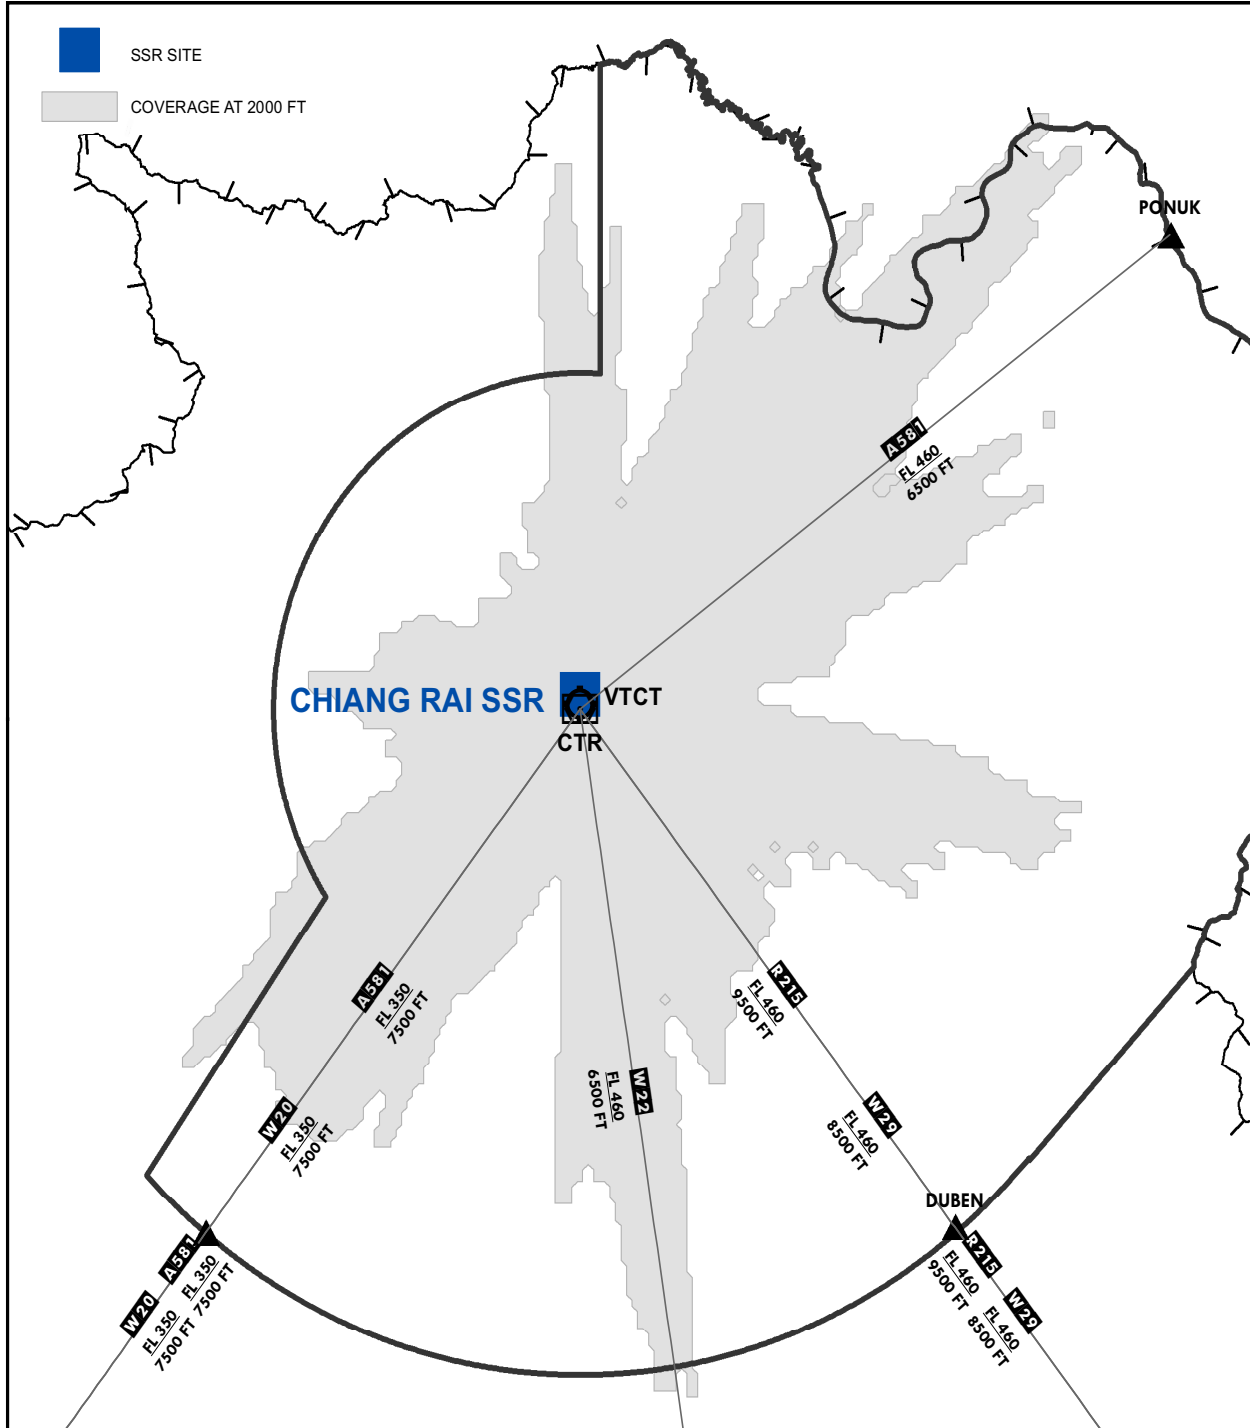 SSR SITE
COVERAGE AT 2000 FT
PONUK
A581
FL 460
6500 FT
CHIANG RAI SSR
VTCT
CTR
A581
FL 350
7500 FT
R215
FL 460
9500 FT
W22
FL 460
6500 FT
W20
FL 350
7500 FT
W29
FL 460
8500 FT
DUBEN
A581
FL 350
7500 FT
W20
FL 350
7500 FT
R215
FL 460
9500 FT
W29
FL 460
8500 FT